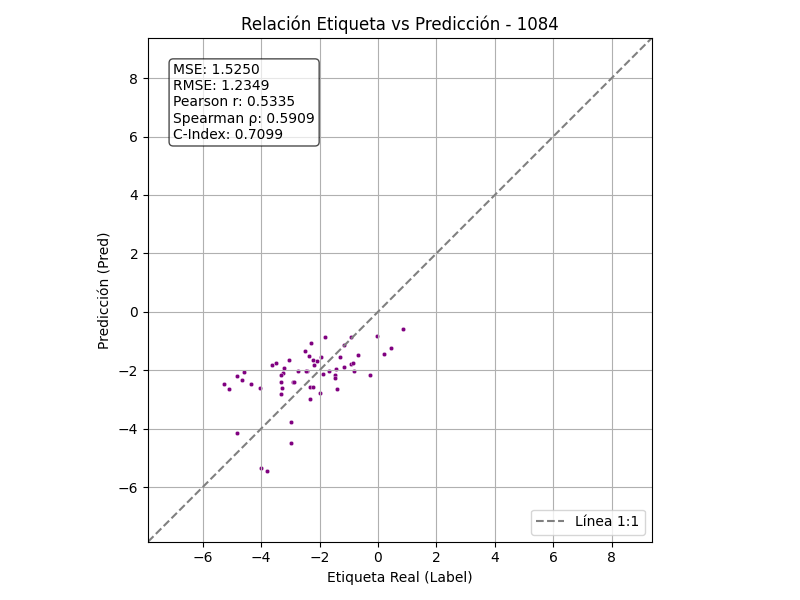 Relación Etiqueta vs Predicción - 1084
MSE: 1.5250
RMSE: 1.2349
Pearson r: 0.5335
Spearman ρ: 0.5909
C-Index: 0.7099
8
6
4
2
0
−2
−4
−6
Predicción (Pred)
Línea 1:1
−6 −4 −2 0 2 4 6 8
Etiqueta Real (Label)